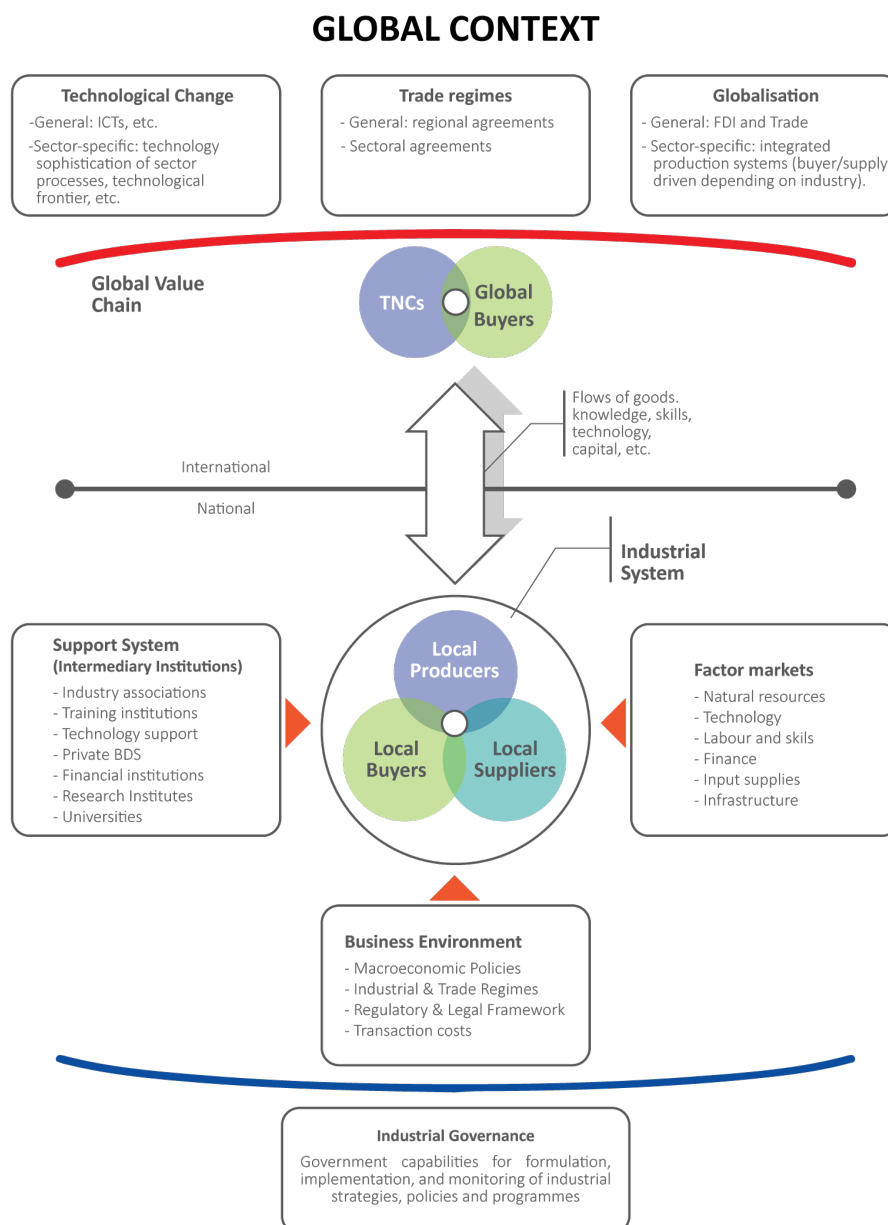 GLOBAL CONTEXT
Technological Change
-General: ICTs, etc.
-Sector-specific: technology
sophistication of sector
processes, technological
frontier, etc.
Trade regimes
- General: regional agreements
- Sectoral agreements
Globalisation
- General: FDI and Trade
- Sector-specific: integrated
production systems (buyer/supply
driven depending on industry).
Global Value
Chain
TNCs
Global
Buyers
Flows of goods.
knowledge, skills,
technology,
capital, etc.
International
National
Industrial
System
Support System
(Intermediary Institutions)
- Industry associations
- Training institutions
- Technology support
- Private BDS
- Financial institutions
- Research Institutes
- Universities
Local
Producers
Local
Buyers
Local
Suppliers
Factor markets
- Natural resources
- Technology
- Labour and skils
- Finance
- Input supplies
- Infrastructure
Business Environment
- Macroeconomic Policies
- Industrial & Trade Regimes
- Regulatory & Legal Framework
- Transaction costs
Industrial Governance
Government capabilities for formulation,
implementation, and monitoring of industrial
strategies, policies and programmes